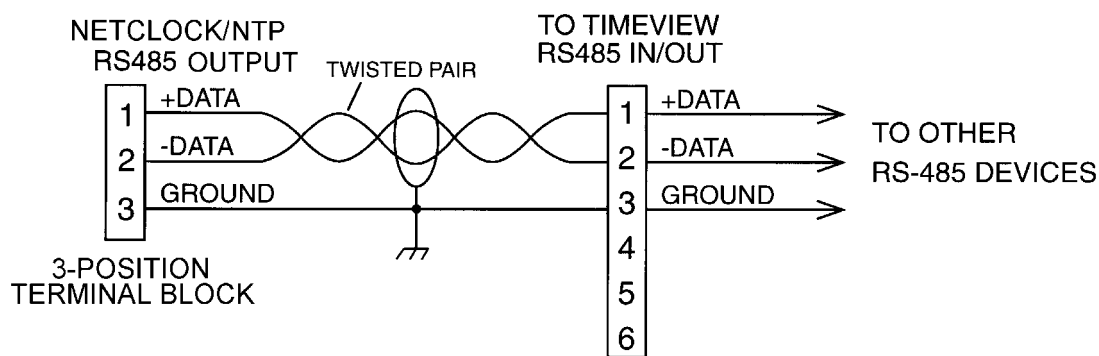 NETCLOCK/NTP
RS485 OUTPUT
TWISTED PAIR
TO TIMEVIEW
RS485 IN/OUT
1
+DATA
2
-DATA
3
GROUND
3-POSITION
TERMINAL BLOCK
1
+DATA
2
-DATA
3
GROUND
4
5
6
TO OTHER
RS-485 DEVICES